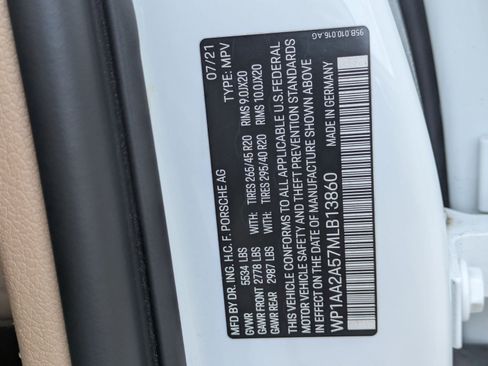 MFD BY DR. ING. H.C. F. PORSCHE AG 07/21
GVWR 5534 LBS TYPE: MPV
GAWR FRONT 2778 LBS WITH: TIRES 265/45 R20 RIMS 9.0JX20
GAWR REAR 2987 LBS WITH: TIRES 295/40 R20 RIMS 10.0JX20
THIS VEHICLE CONFORMS TO ALL APPLICABLE U.S. FEDERAL
MOTOR VEHICLE SAFETY AND THEFT PREVENTION STANDARDS
IN EFFECT ON THE DATE OF MANUFACTURE SHOWN ABOVE
WP1AA2A57MLB13860 MADE IN GERMANY
95B.010.016.AG